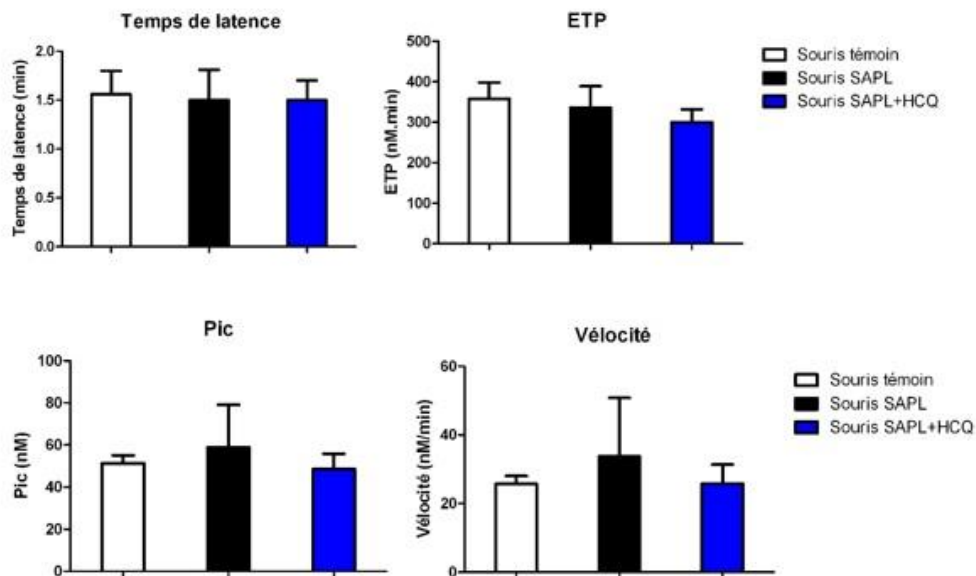 Temps de latence
Temps de latence (min)
2.0
1.5
1.0
0.5
0.0
ETP
ETP (nM.min)
500
400
300
200
100
0
Souris témoin
Souris SAPL
Souris SAPL+HCQ
Pic
Pic (nM)
100
80
60
40
20
0
Vélocité
Vélocité (nM/min)
60
40
20
0
Souris témoin
Souris SAPL
Souris SAPL+HCQ